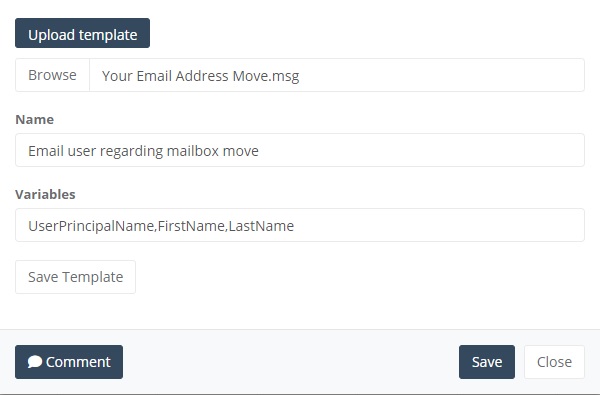 Upload template
Browse Your Email Address Move.msg
Name
Email user regarding mailbox move
Variables
UserPrincipalName,FirstName,LastName
Save Template
Comment Save Close